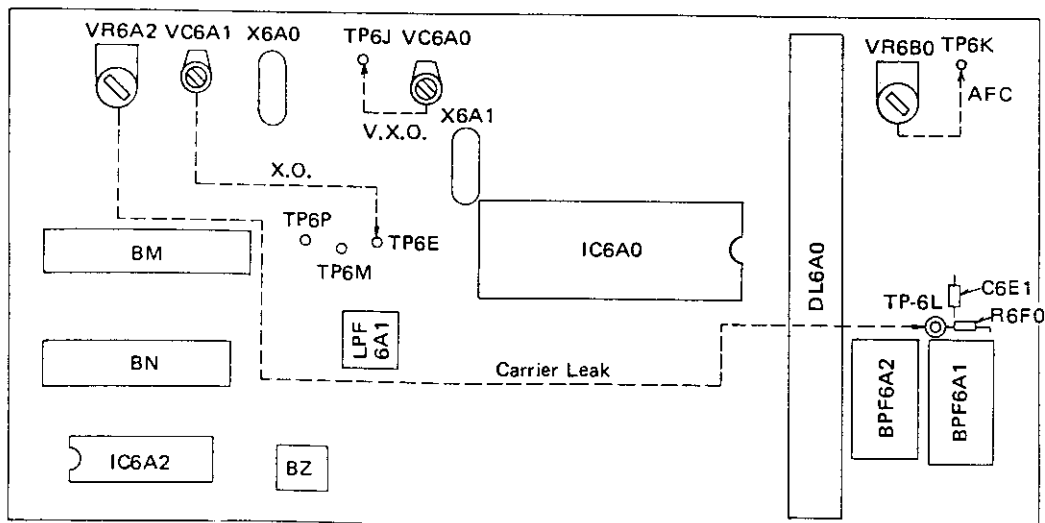 VR6A2 VC6A1 X6A0 TP6J VC6A0 VR6B0 TP6K
AFC
V.X.O.
X6A1
X.O.
TP6P
TP6E
TP6M
BM
IC6A0
DL6A0
C6E1
TP-6L
R6F0
LPF
6A1
BN
Carrier Leak
BPF6A2
BPF6A1
IC6A2
BZ